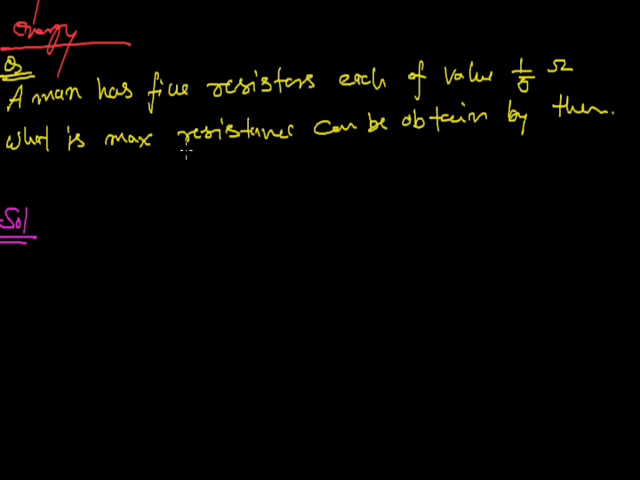 energy
Qs
A man has five resistors each of value 1/5 Ω
what is max resistance can be obtain by them.
Sol